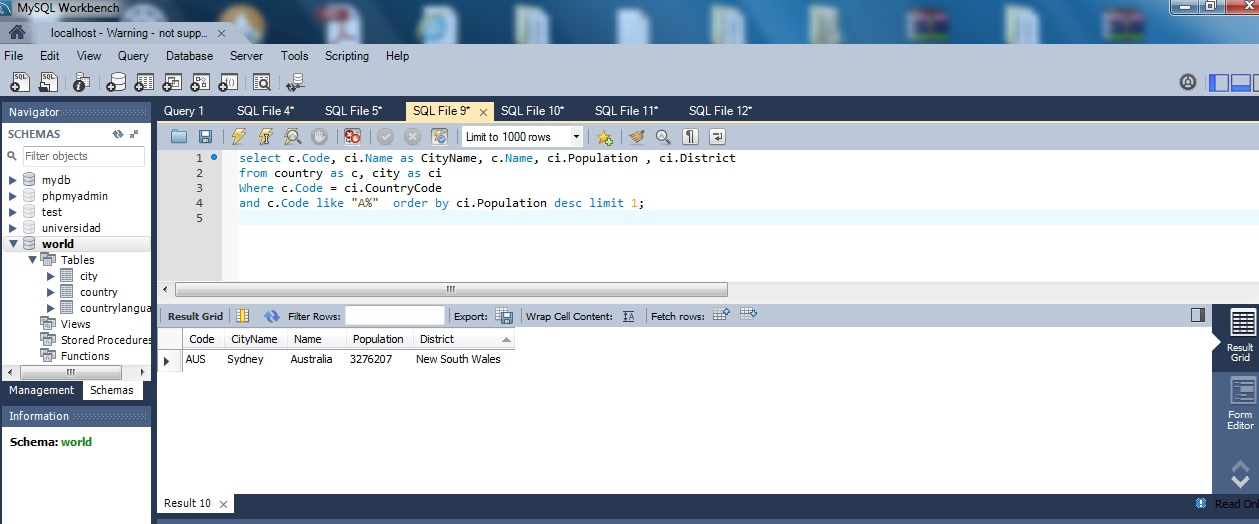 MySQL Workbench
localhost - Warning - not supp...
File Edit View Query Database Server Tools Scripting Help
Navigator
Query 1 SQL File 4* SQL File 5* SQL File 9* SQL File 10* SQL File 11* SQL File 12*
SCHEMAS
Limit to 1000 rows
Filter objects
mydb
phpmyadmin
test
universidad
world
Tables
city
country
countrylangua
Views
Stored Procedures
Functions
Management Schemas
Information
Schema: world
1 select c.Code, ci.Name as CityName, c.Name, ci.Population , ci.District
2 from country as c, city as ci
3 Where c.Code = ci.CountryCode
4 and c.Code like "A%"  order by ci.Population desc limit 1;
5
Result Grid Filter Rows: Export: Wrap Cell Content: Fetch rows:
Code CityName Name Population District
AUS Sydney Australia 3276207 New South Wales
Result
Grid
Form
Editor
Result 10
Read Onl